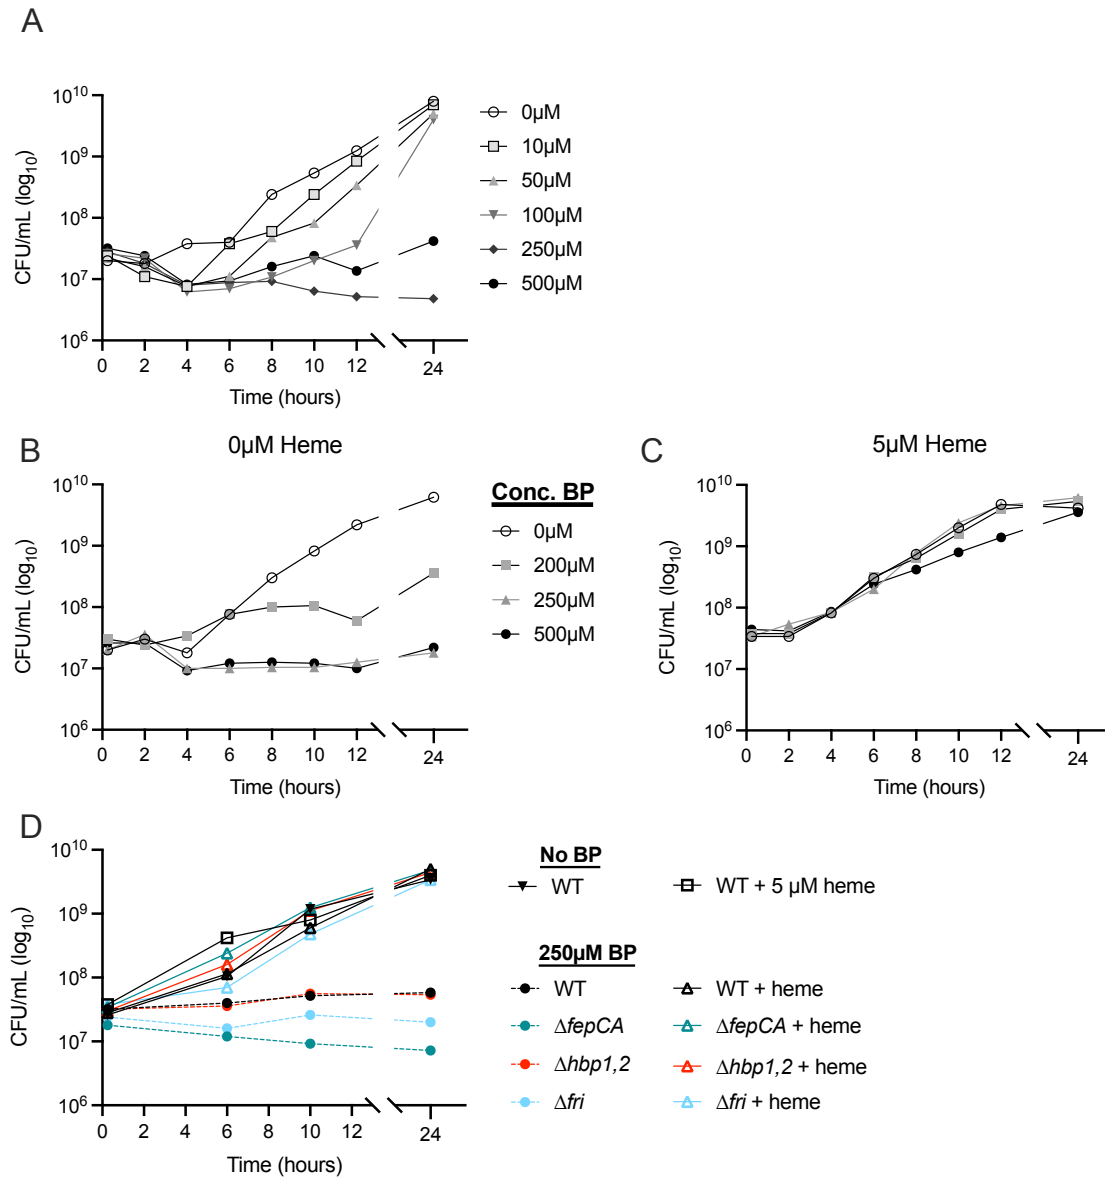 A
CFU/mL (log10)
10^10
10^9
10^8
10^7
10^6
0 2 4 6 8 10 12 24
Time (hours)
0µM
10µM
50µM
100µM
250µM
500µM
B
0µM Heme
CFU/mL (log10)
10^10
10^9
10^8
10^7
10^6
0 2 4 6 8 10 12 24
Time (hours)
Conc. BP
0µM
200µM
250µM
500µM
C
5µM Heme
CFU/mL (log10)
10^10
10^9
10^8
10^7
10^6
0 2 4 6 8 10 12 24
Time (hours)
D
CFU/mL (log10)
10^10
10^9
10^8
10^7
10^6
0 2 4 6 8 10 12 24
Time (hours)
No BP
WT
WT + 5 µM heme
250µM BP
WT
WT + heme
ΔfepCA
ΔfepCA + heme
Δhbp1,2
Δhbp1,2 + heme
Δfri
Δfri + heme